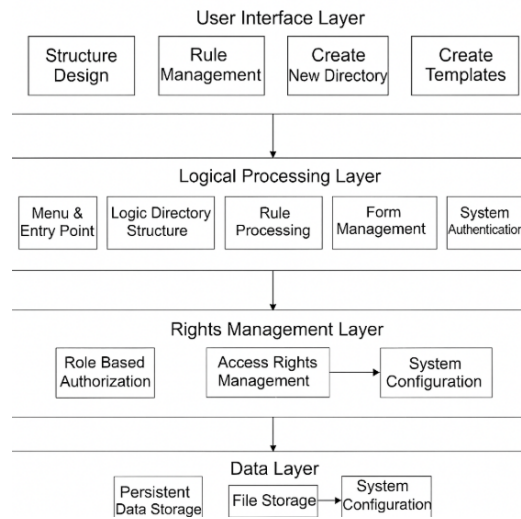 User Interface Layer
Structure
Design
Rule
Management
Create
New Directory
Create
Templates
Logical Processing Layer
Menu &
Entry Point
Logic Directory
Structure
Rule
Processing
Form
Management
System
Authentication
Rights Management Layer
Role Based
Authorization
Access Rights
Management
System
Configuration
Data Layer
Persistent
Data Storage
File Storage
System
Configuration